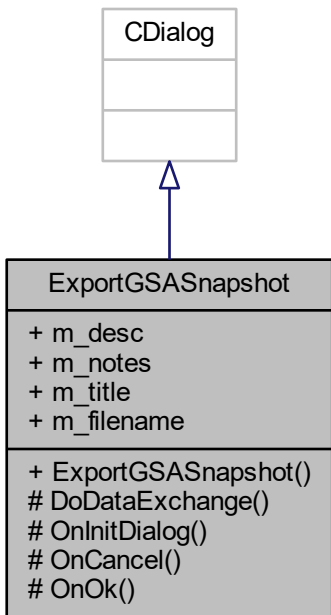 CDialog
ExportGSASnapshot
+ m_desc
+ m_notes
+ m_title
+ m_filename
+ ExportGSASnapshot()
# DoDataExchange()
# OnInitDialog()
# OnCancel()
# OnOk()